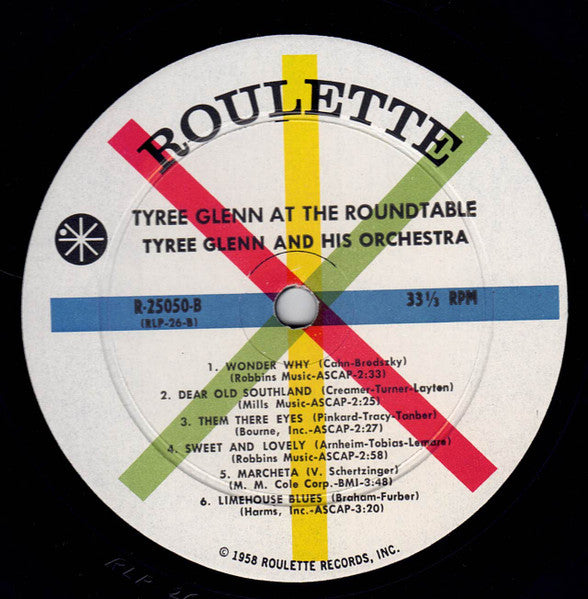 ROULETTE
TYREE GLENN AT THE ROUNDTABLE
TYREE GLENN AND HIS ORCHESTRA
R-25050-B
(RLP-26-B)
33 1/3 RPM
1. WONDER WHY (Cahn-Brodszky)
(Robbins Music-ASCAP-2:33)
2. DEAR OLD SOUTHLAND (Creamer-Turner-Layton)
(Mills Music-ASCAP-2:25)
3. THEM THERE EYES (Pinkard-Tracy-Tanber)
(Bourne, Inc.-ASCAP-2:27)
4. SWEET AND LOVELY (Arnheim-Tobias-Lemare)
(Robbins Music-ASCAP-2:58)
5. MARCHETA (V. Schertzinger)
(M. M. Cole Corp.-BMI-3:48)
6. LIMEHOUSE BLUES (Braham-Furber)
(Harms, Inc.-ASCAP-3:20)
© 1958 ROULETTE RECORDS, INC.
RLP